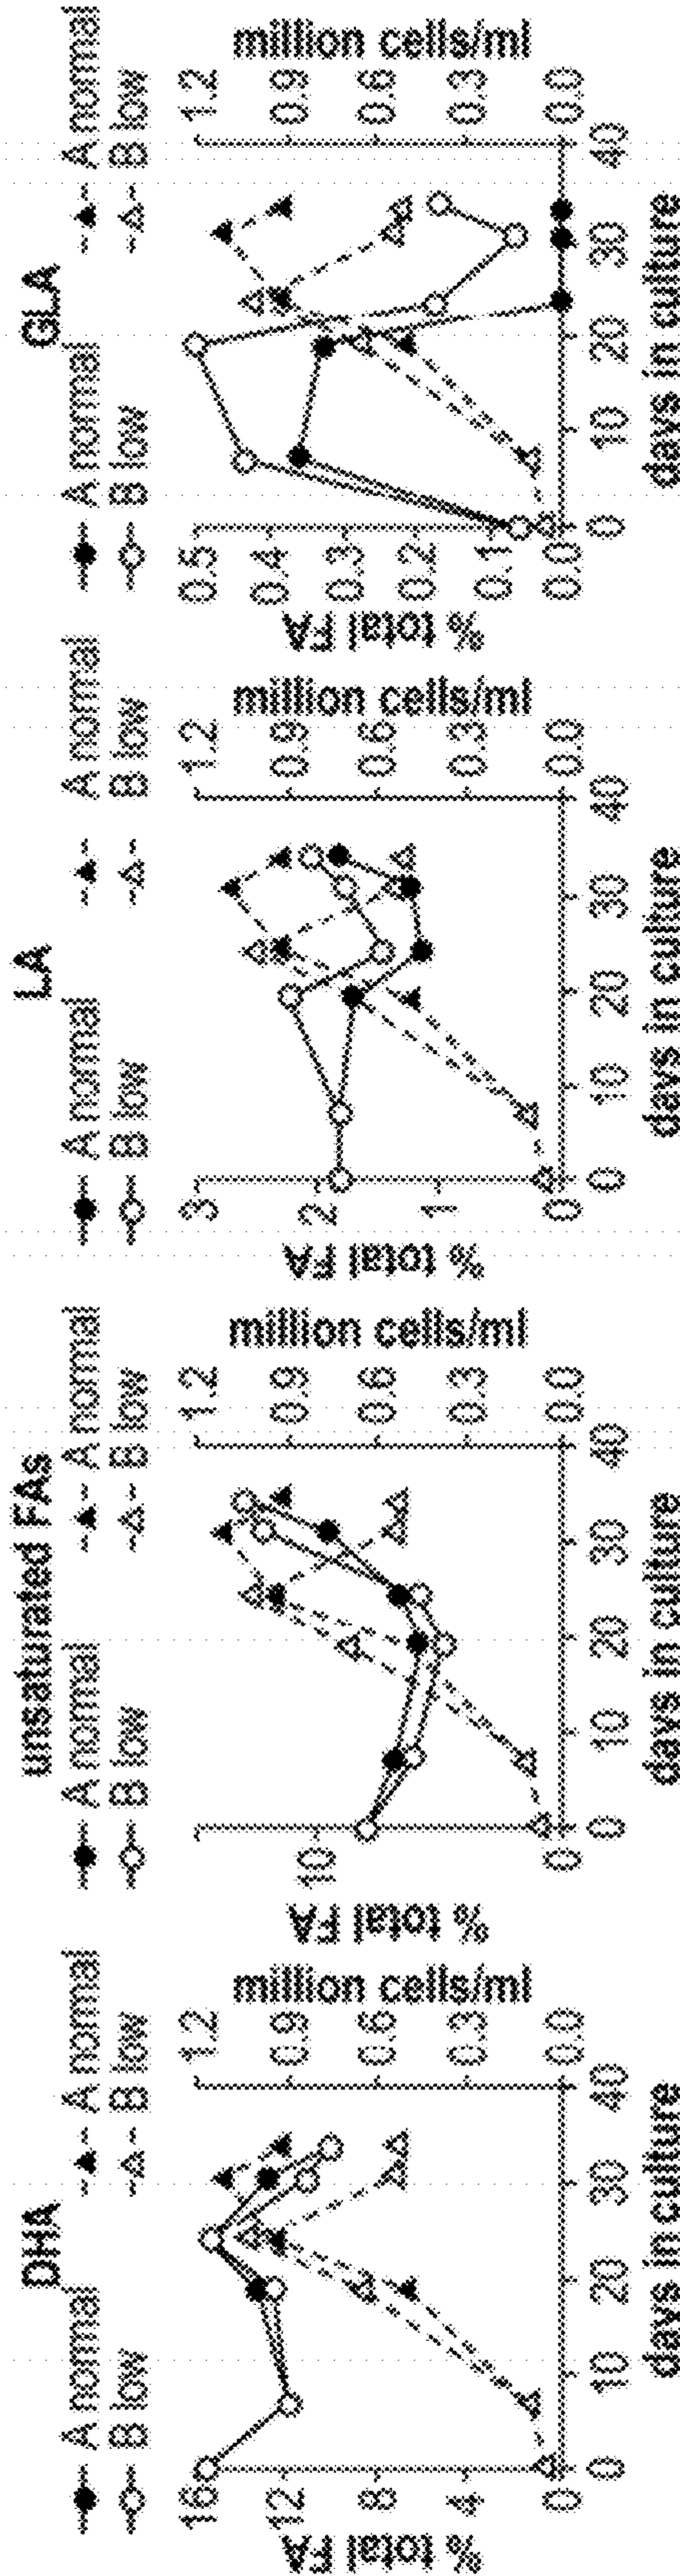 DHA
A normal
A normal
B low
B low
16
12
8
4
0
% total FA
1.2
0.9
0.6
0.3
0.0
million cells/ml
0
10
20
30
40
days in culture
unsaturated FAs
A normal
A normal
B low
B low
10
0
% total FA
1.2
0.9
0.6
0.3
0.0
million cells/ml
0
10
20
30
40
days in culture
LA
A normal
A normal
B low
B low
3
2
1
0
% total FA
1.2
0.9
0.6
0.3
0.0
million cells/ml
0
10
20
30
40
days in culture
GLA
A normal
A normal
B low
B low
0.5
0.4
0.3
0.2
0.1
0.0
% total FA
1.2
0.9
0.6
0.3
0.0
million cells/ml
0
10
20
30
40
days in culture